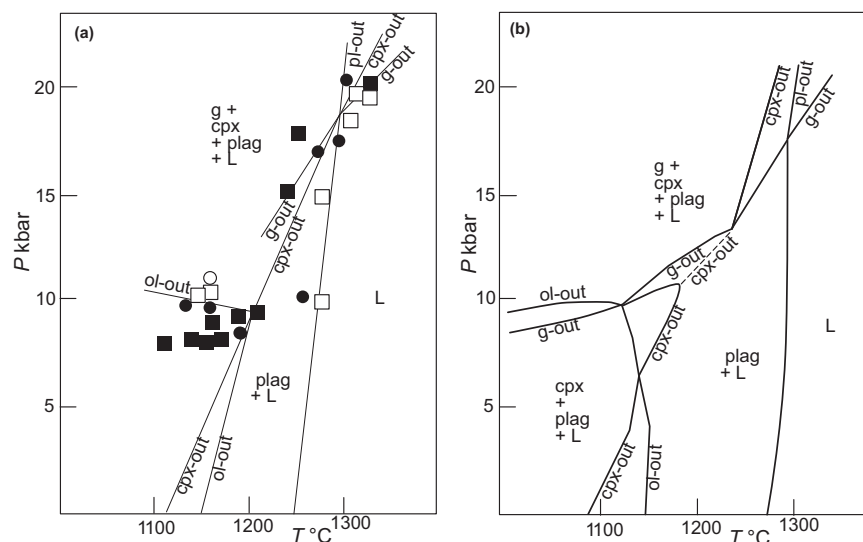 (a)
pl-out
cpx-out
g-out
20
g +
cpx
+ plag
+ L
15
g-out
cpx-out
P kbar
ol-out
10
L
plag
+ L
5
cpx-out
ol-out
1100
1200
1300
T °C
(b)
cpx-out
pl-out
g-out
20
g +
cpx
+ plag
+ L
15
P kbar
g-out
cpx-out
ol-out
10
g-out
cpx-out
L
plag
+ L
cpx
+
plag
+ L
5
cpx-out
ol-out
1100
1200
1300
T °C